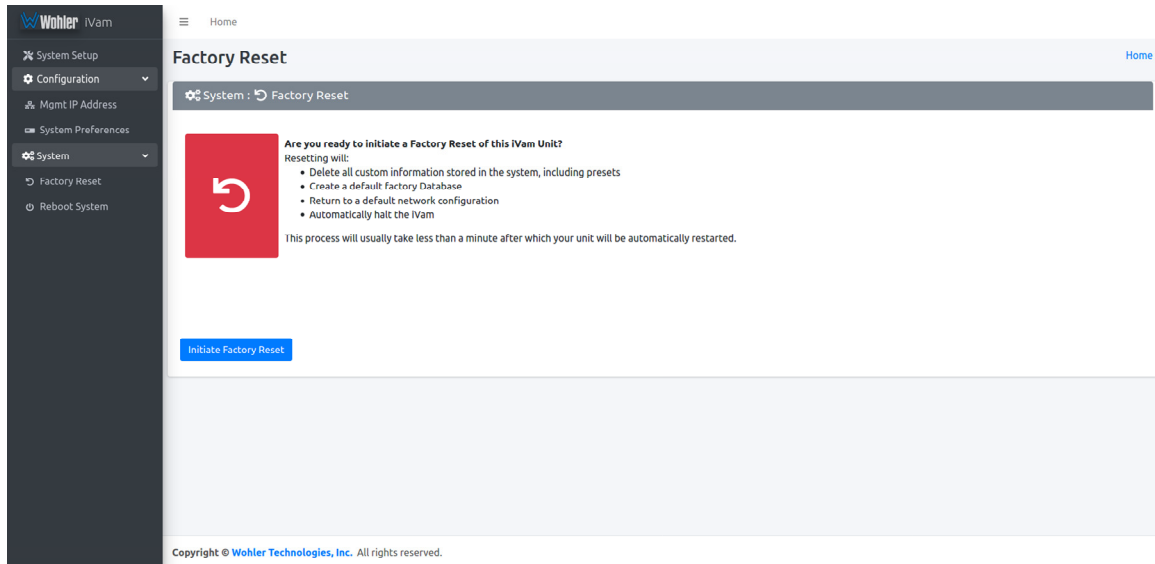 Wohler iVam
Home
System Setup
Configuration
Mgmt IP Address
System Preferences
System
Factory Reset
Reboot System
Factory Reset
Home
System : Factory Reset
Are you ready to initiate a Factory Reset of this iVam Unit?
Resetting will:
• Delete all custom information stored in the system, including presets
• Create a default factory Database
• Return to a default network configuration
• Automatically halt the iVam
This process will usually take less than a minute after which your unit will be automatically restarted.
Initiate Factory Reset
Copyright © Wohler Technologies, Inc. All rights reserved.